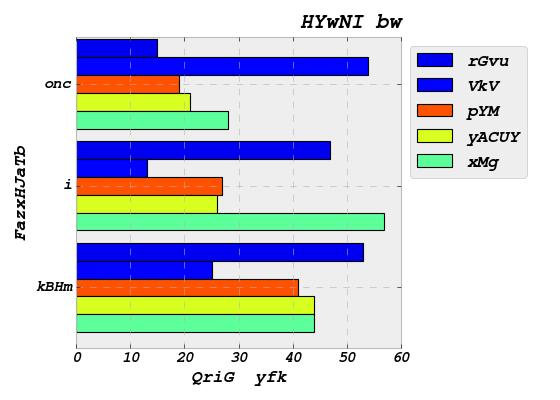 HYwNI bw
FazxHJaTb
onc
i
kBHm
0 10 20 30 40 50 60
QriG yfk
rGvu
VkV
pYM
yACUY
xMg